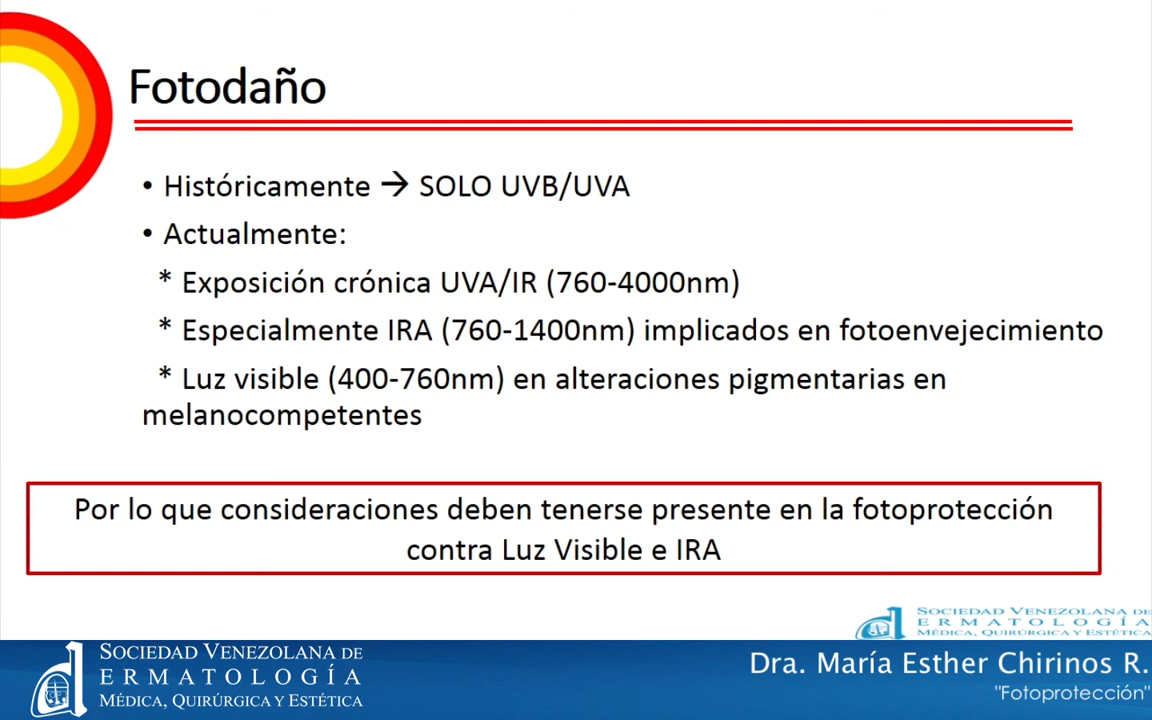 Fotodaño
• Históricamente → SOLO UVB/UVA
• Actualmente:
* Exposición crónica UVA/IR (760-4000nm)
* Especialmente IRA (760-1400nm) implicados en fotoenvejecimiento
* Luz visible (400-760nm) en alteraciones pigmentarias en
melanocompetentes
Por lo que consideraciones deben tenerse presente en la fotoprotección
contra Luz Visible e IRA
SOCIEDAD VENEZOLANA DE
ERMATOLOGÍA
MÉDICA, QUIRÚRGICA Y ESTÉTICA
SOCIEDAD VENEZOLANA DE
ERMATOLOGÍA
MÉDICA, QUIRÚRGICA Y ESTÉTICA
Dra. María Esther Chirinos R.
"Fotoprotección"